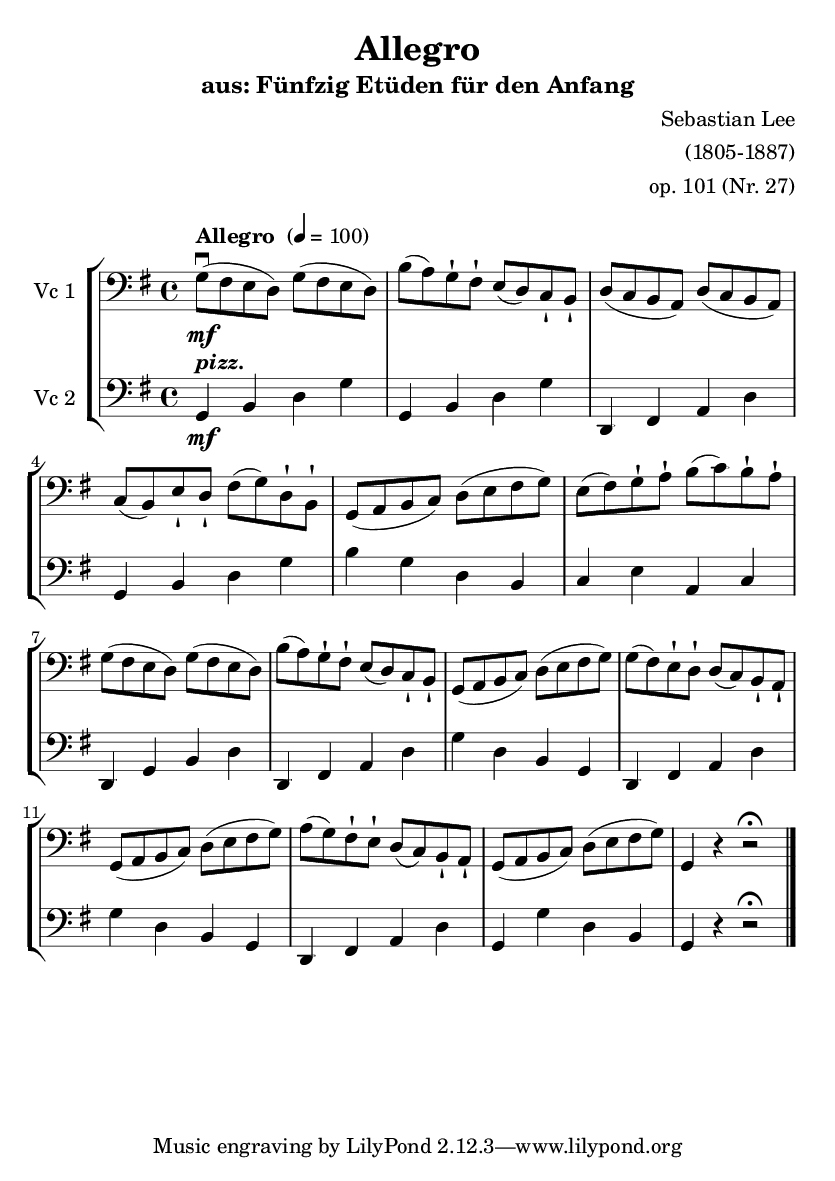 Allegro
aus: Fünfzig Etüden für den Anfang
Sebastian Lee
(1805-1887)
op. 101 (Nr. 27)
Allegro (♩ = 100)
Vc 1
mf
pizz.
Vc 2
mf
4
7
11
Music engraving by LilyPond 2.12.3—www.lilypond.org